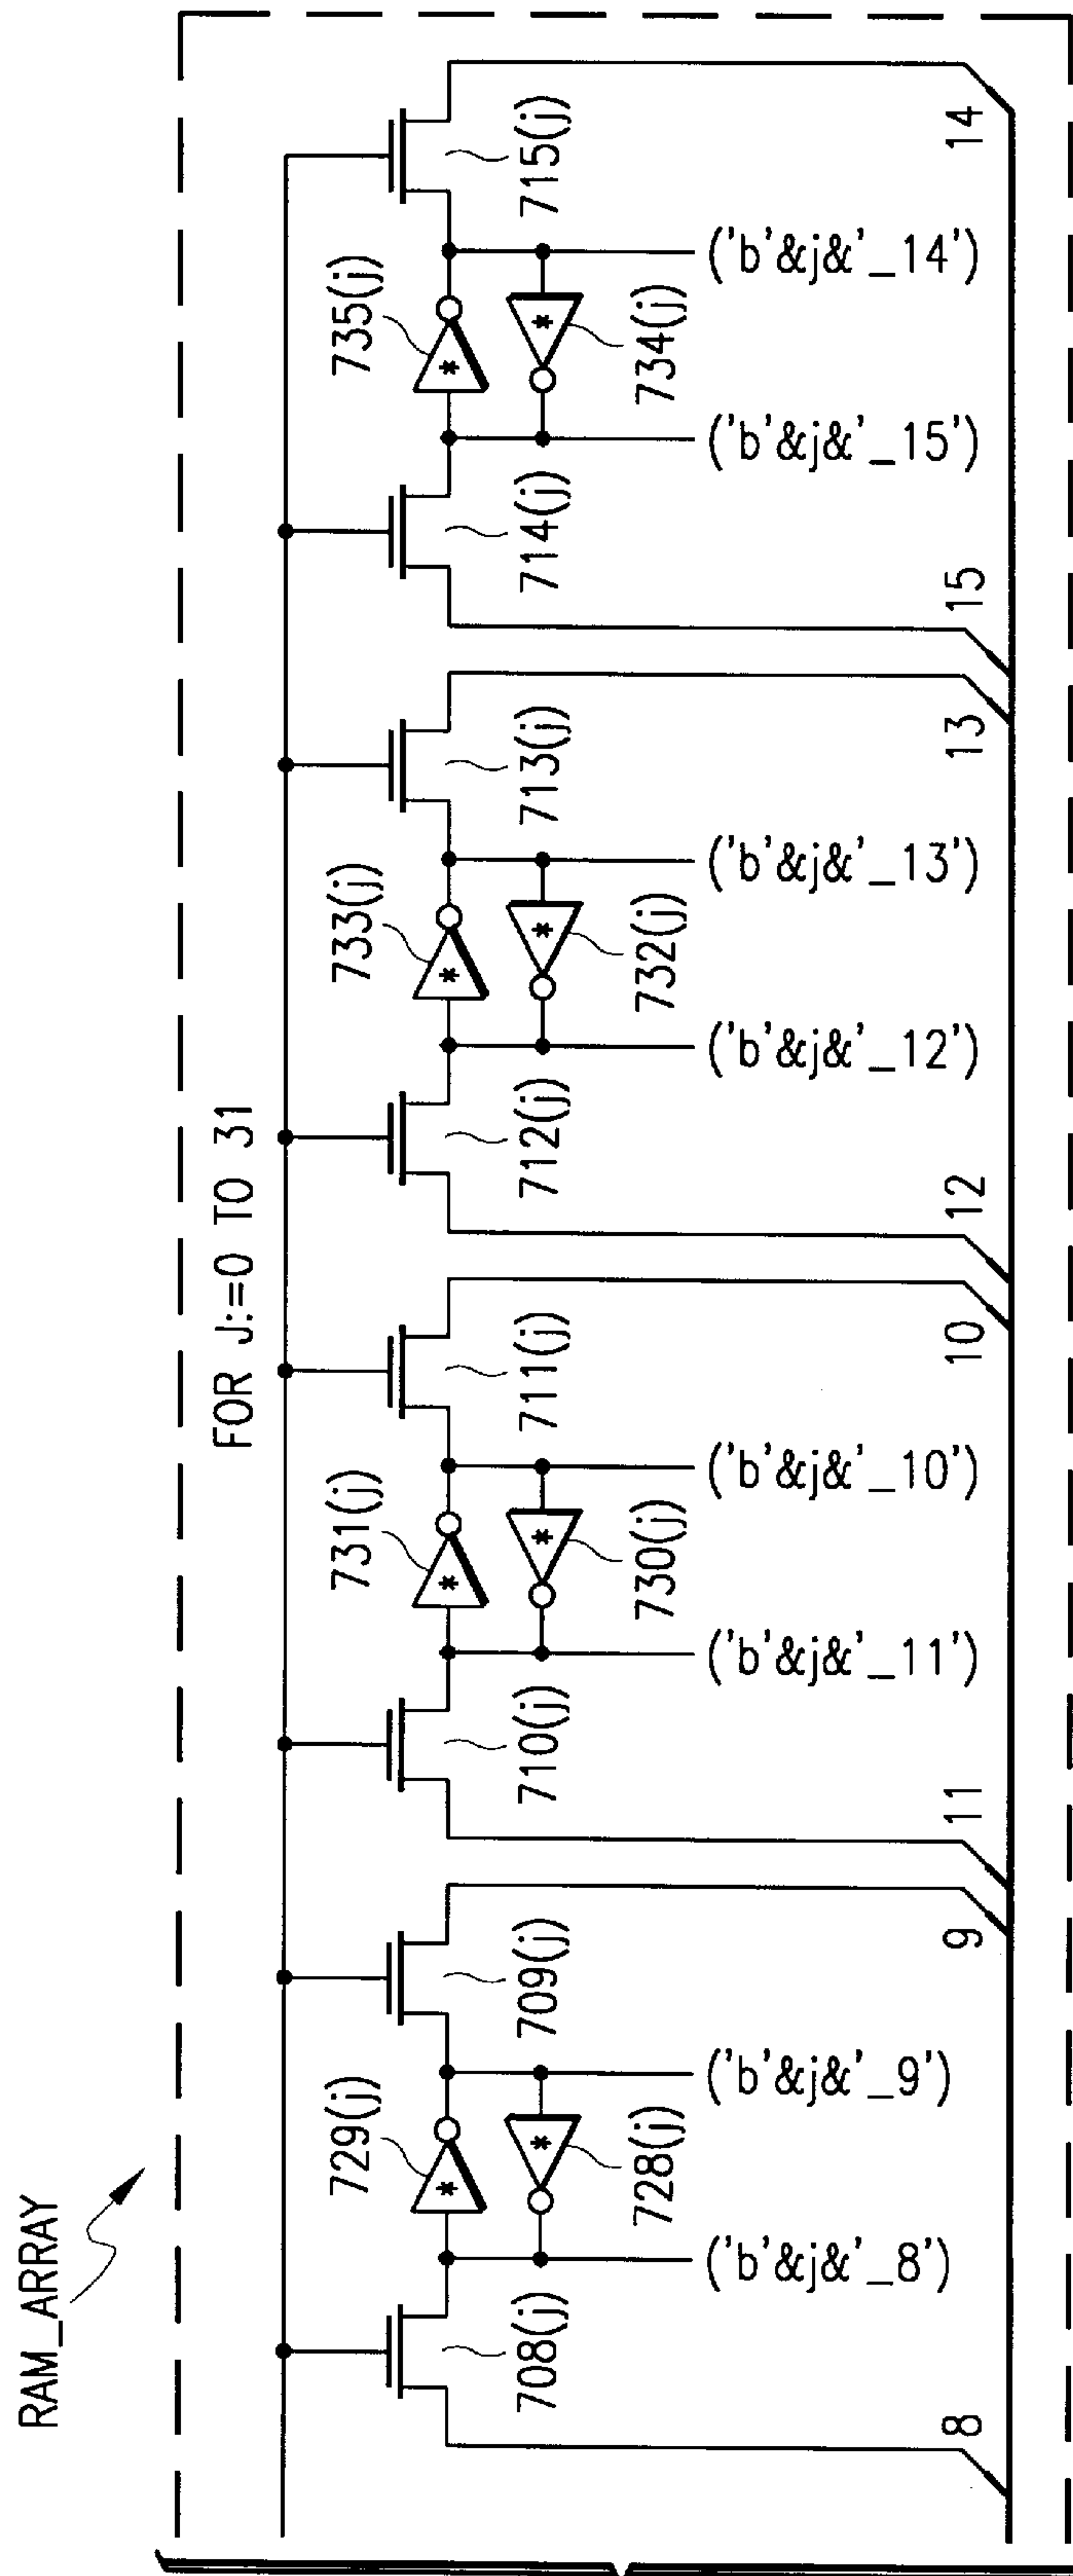 RAM_ARRAY
FOR J:=0 TO 31
729(j)
731(j)
733(j)
735(j)
*
*
*
*
*
*
*
*
708(j)
709(j)
710(j)
711(j)
712(j)
713(j)
714(j)
715(j)
728(j)
730(j)
732(j)
734(j)
('b'&j&'_8')
('b'&j&'_9')
('b'&j&'_11')
('b'&j&'_10')
('b'&j&'_12')
('b'&j&'_13')
('b'&j&'_15')
('b'&j&'_14')
8
9
11
10
12
13
15
14